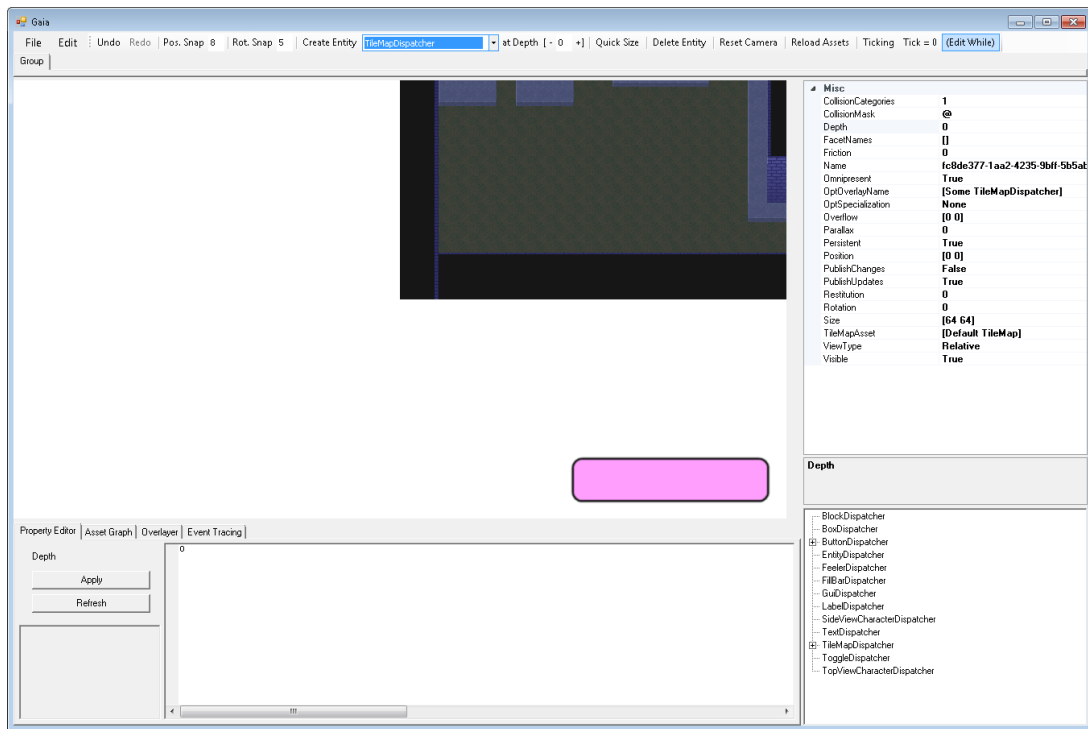 Gaia
File Edit Undo Redo Pos. Snap 8 Rot. Snap 5 Create Entity TileMapDispatcher at Depth [ - 0 +] Quick Size Delete Entity Reset Camera Reload Assets Ticking Tick = 0 (Edit While)
Group
Misc
CollisionCategories 1
CollisionMask @
Depth 0
FacetNames []
Friction 0
Name fc8de377-1aa2-4235-9bff-5b5ab
Omnipresent True
OptOverlayName [Some TileMapDispatcher]
OptSpecialization None
Overflow [0 0]
Parallax 0
Persistent True
Position [0 0]
PublishChanges False
PublishUpdates True
Restitution 0
Rotation 0
Size [64 64]
TileMapAsset [Default TileMap]
ViewType Relative
Visible True
Depth
Property Editor Asset Graph Overlayer Event Tracing
Depth
Apply
Refresh
0
BlockDispatcher
BoxDispatcher
ButtonDispatcher
EntityDispatcher
FeelerDispatcher
FillBarDispatcher
GuiDispatcher
LabelDispatcher
SideViewCharacterDispatcher
TextDispatcher
TileMapDispatcher
ToggleDispatcher
TopViewCharacterDispatcher